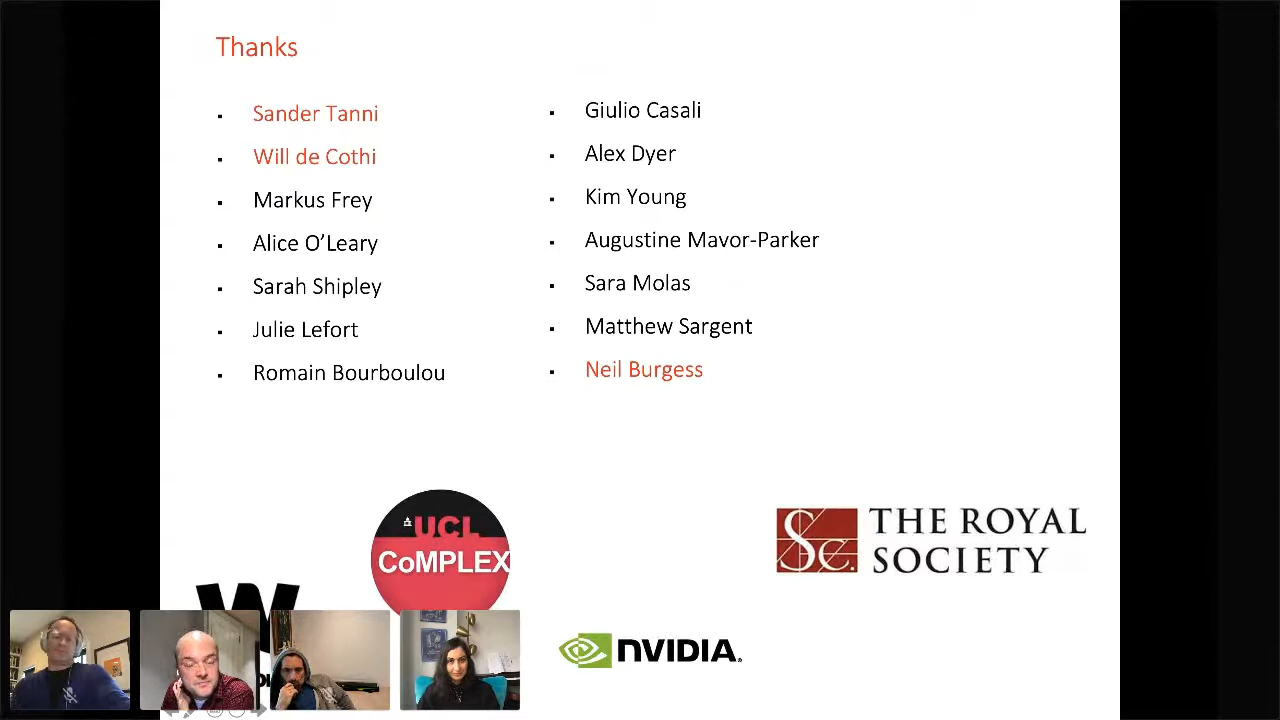 Thanks
Sander Tanni
Will de Cothi
Markus Frey
Alice O’Leary
Sarah Shipley
Julie Lefort
Romain Bourboulou
Giulio Casali
Alex Dyer
Kim Young
Augustine Mavor-Parker
Sara Molas
Matthew Sargent
Neil Burgess
UCL
CoMPLEX
THE ROYAL
SOCIETY
W
NVIDIA.